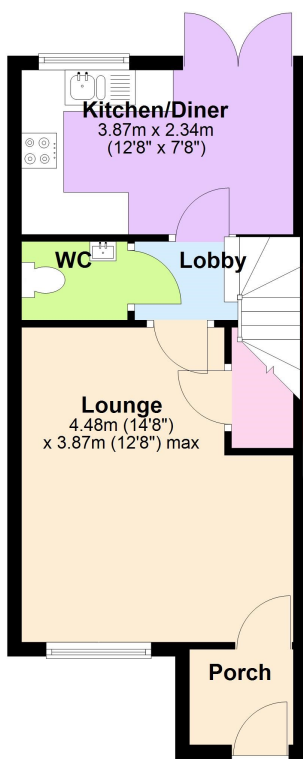 Kitchen/Diner
3.87m x 2.34m
(12'8" x 7'8")
WC
Lobby
Lounge
4.48m (14'8")
x 3.87m (12'8") max
Porch